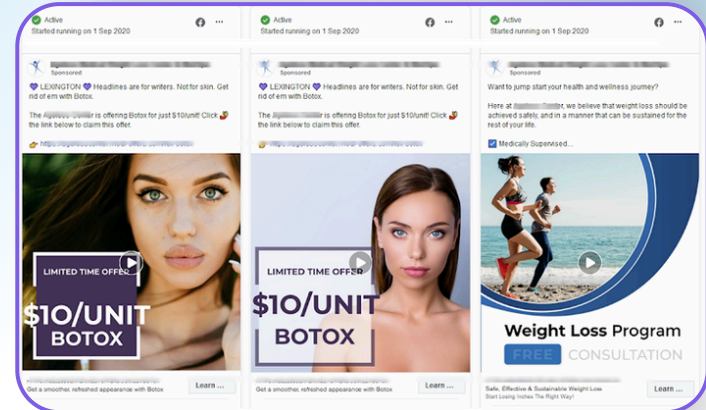 Active
Started running on 1 Sep 2020
Sponsored
💜 LEXINGTON 💜 Headlines are for writers. Not for skin. Get
rid of em with Botox.
The Ageless is offering Botox for just $10/unit! Click
the link below to claim this offer.
LIMITED TIME OFFER
$10/UNIT
BOTOX
Get a smoother, refreshed appearance with Botox
Learn ...
Active
Started running on 1 Sep 2020
Sponsored
💜 LEXINGTON 💜 Headlines are for writers. Not for skin. Get
rid of em with Botox.
The is offering Botox for just $10/unit! Click
the link below to claim this offer.
LIMITED TIME OFFER
$10/UNIT
BOTOX
Get a smoother, refreshed appearance with Botox
Learn ...
Active
Started running on 1 Sep 2020
Sponsored
Want to jump start your health and wellness journey?
Here at we believe that weight loss should be
achieved safely, and in a manner that can be sustained for the
rest of your life.
☑ Medically Supervised...
Weight Loss Program
FREE CONSULTATION
Safe, Effective & Sustainable Weight Loss
Start Losing Inches The Right Way!
Learn ...